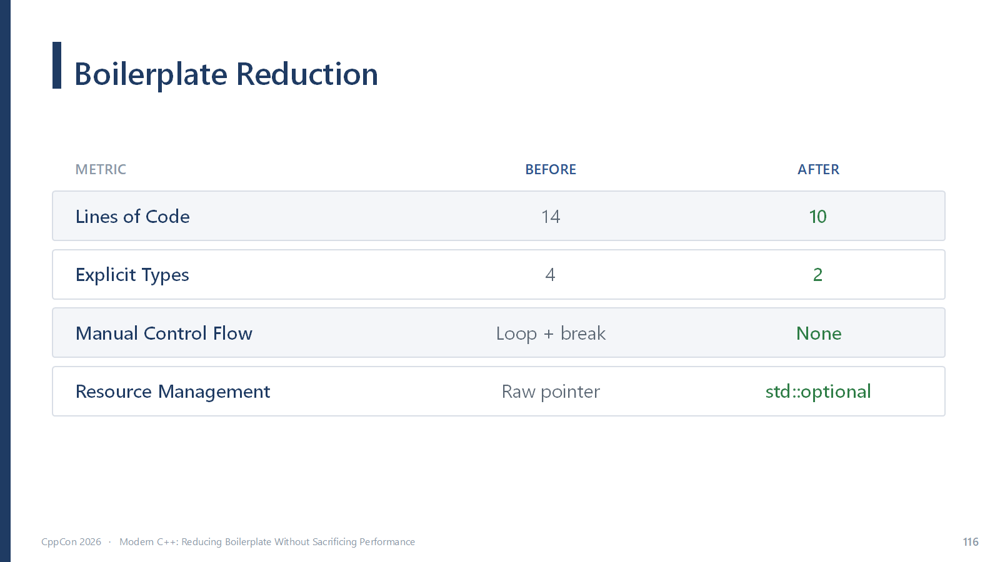 Boilerplate Reduction
METRIC BEFORE AFTER
Lines of Code 14 10
Explicit Types 4 2
Manual Control Flow Loop + break None
Resource Management Raw pointer std::optional
CppCon 2026 · Modern C++: Reducing Boilerplate Without Sacrificing Performance 116